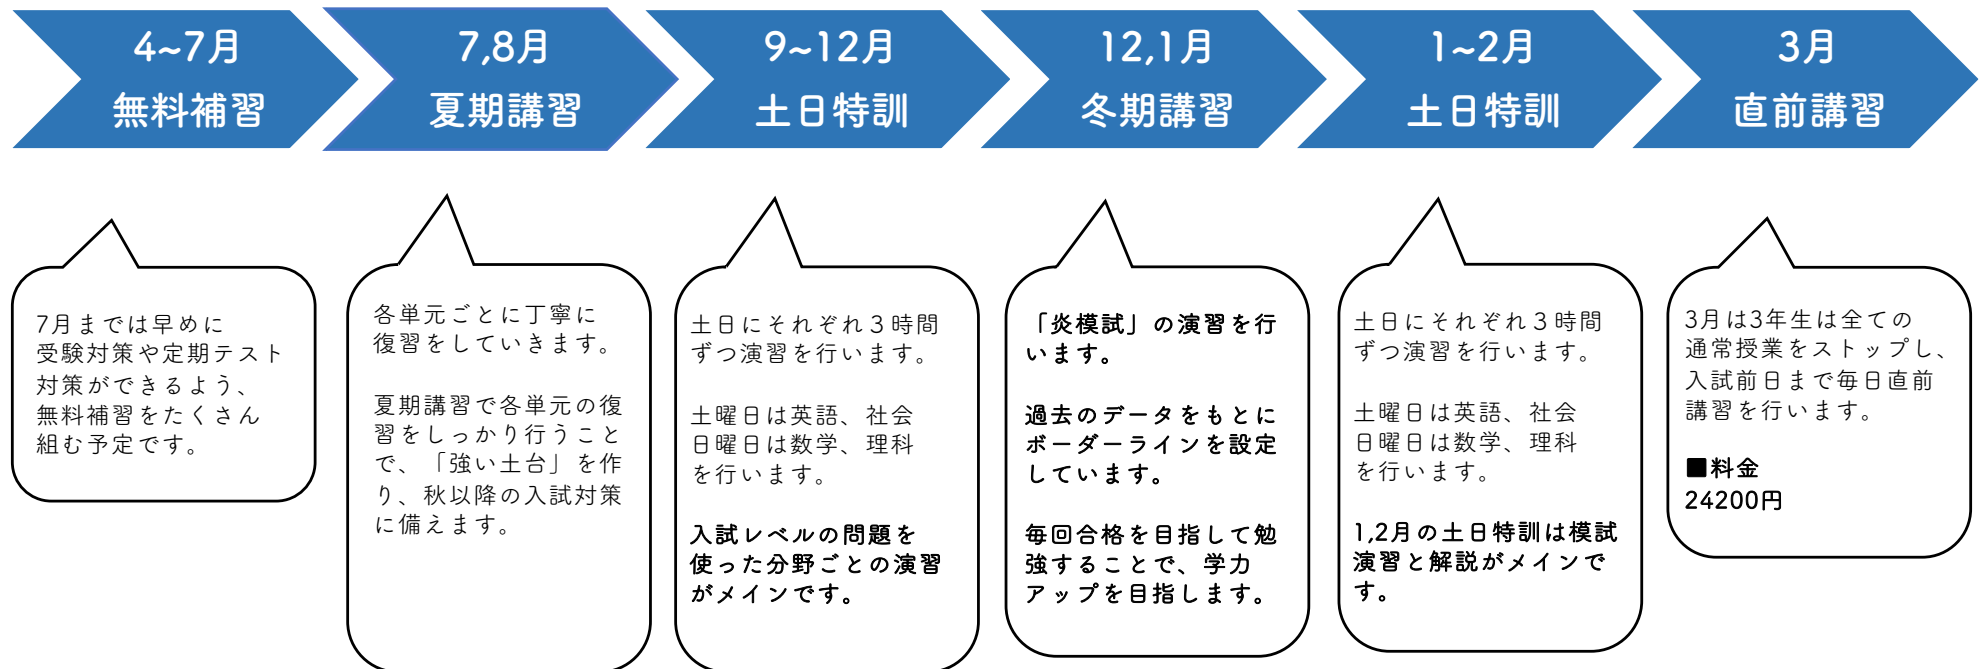 4~7月
無料補習
7,8月
夏期講習
9~12月
土日特訓
12,1月
冬期講習
1~2月
土日特訓
3月
直前講習
7月までは早めに
受験対策や定期テスト
対策ができるよう、
無料補習をたくさん
組む予定です。
各単元ごとに丁寧に
復習をしていきます。
夏期講習で各単元の復
習をしっかり行うこと
で、「強い土台」を作
り、秋以降の入試対策
に備えます。
土日にそれぞれ３時間
ずつ演習を行います。
土曜日は英語、社会
日曜日は数学、理科
を行います。
入試レベルの問題を
使った分野ごとの演習
がメインです。
「炎模試」の演習を行
います。
過去のデータをもとに
ボーダーラインを設定
しています。
毎回合格を目指して勉
強することで、学力
アップを目指します。
土日にそれぞれ３時間
ずつ演習を行います。
土曜日は英語、社会
日曜日は数学、理科
を行います。
1,2月の土日特訓は模試
演習と解説がメインで
す。
3月は3年生は全ての
通常授業をストップし、
入試前日まで毎日直前
講習を行います。
■料金
24200円